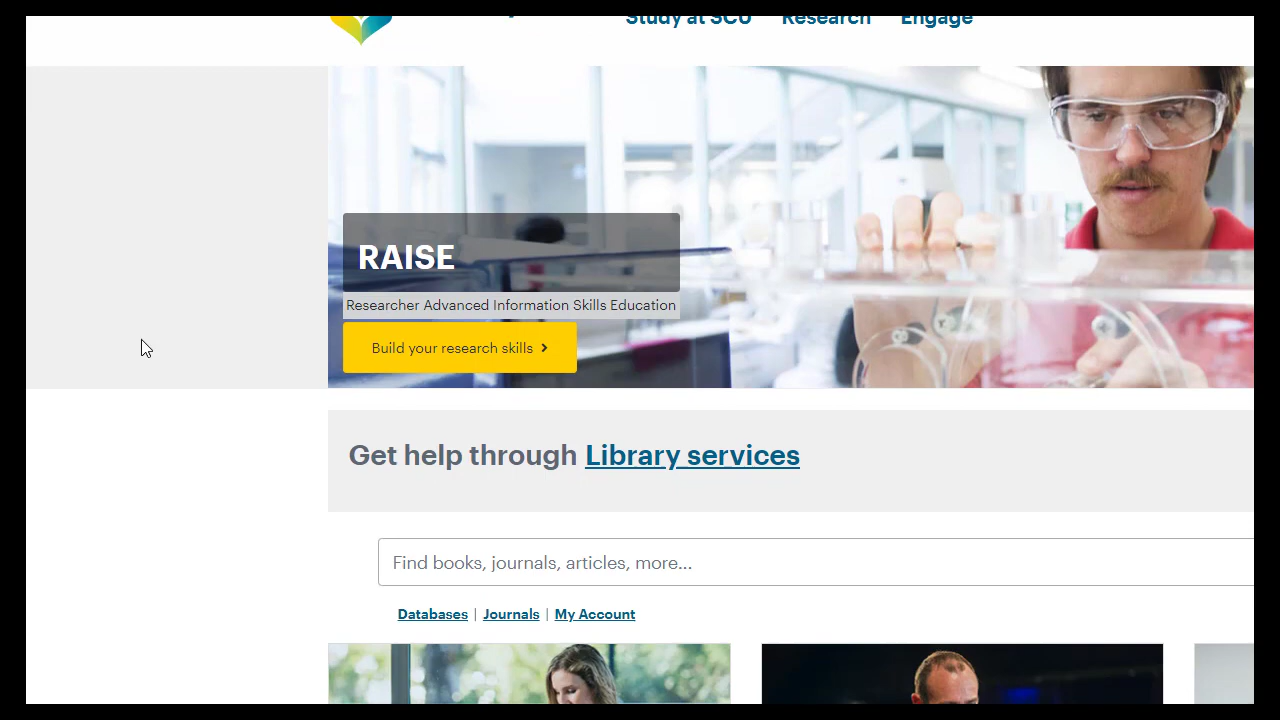 Study at SCU Research Engage
RAISE
Researcher Advanced Information Skills Education
Build your research skills
Get help through Library services
Find books, journals, articles, more...
Databases | Journals | My Account